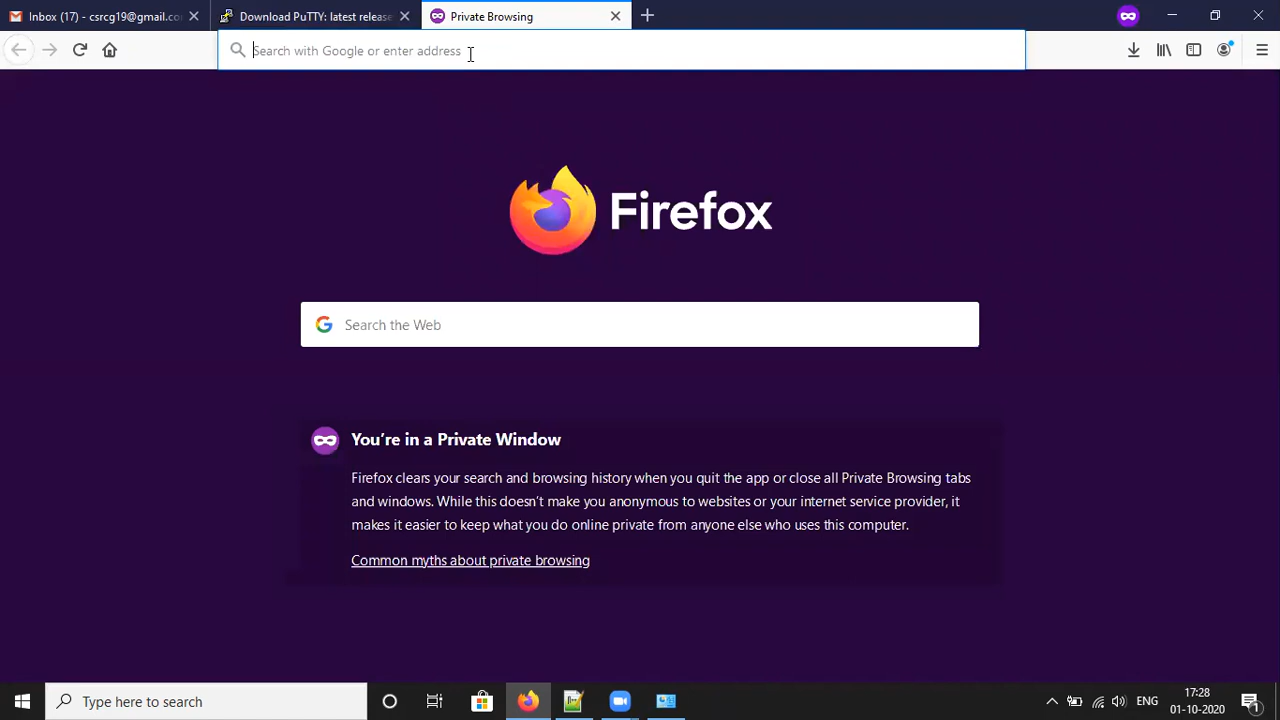 Inbox (17) - csrcg19@gmail.co
Download PuTTY: latest release
Private Browsing
Search with Google or enter address
Firefox
Search the Web
You're in a Private Window
Firefox clears your search and browsing history when you quit the app or close all Private Browsing tabs
and windows. While this doesn't make you anonymous to websites or your internet service provider, it
makes it easier to keep what you do online private from anyone else who uses this computer.
Common myths about private browsing
Type here to search
ENG
17:28
01-10-2020
1